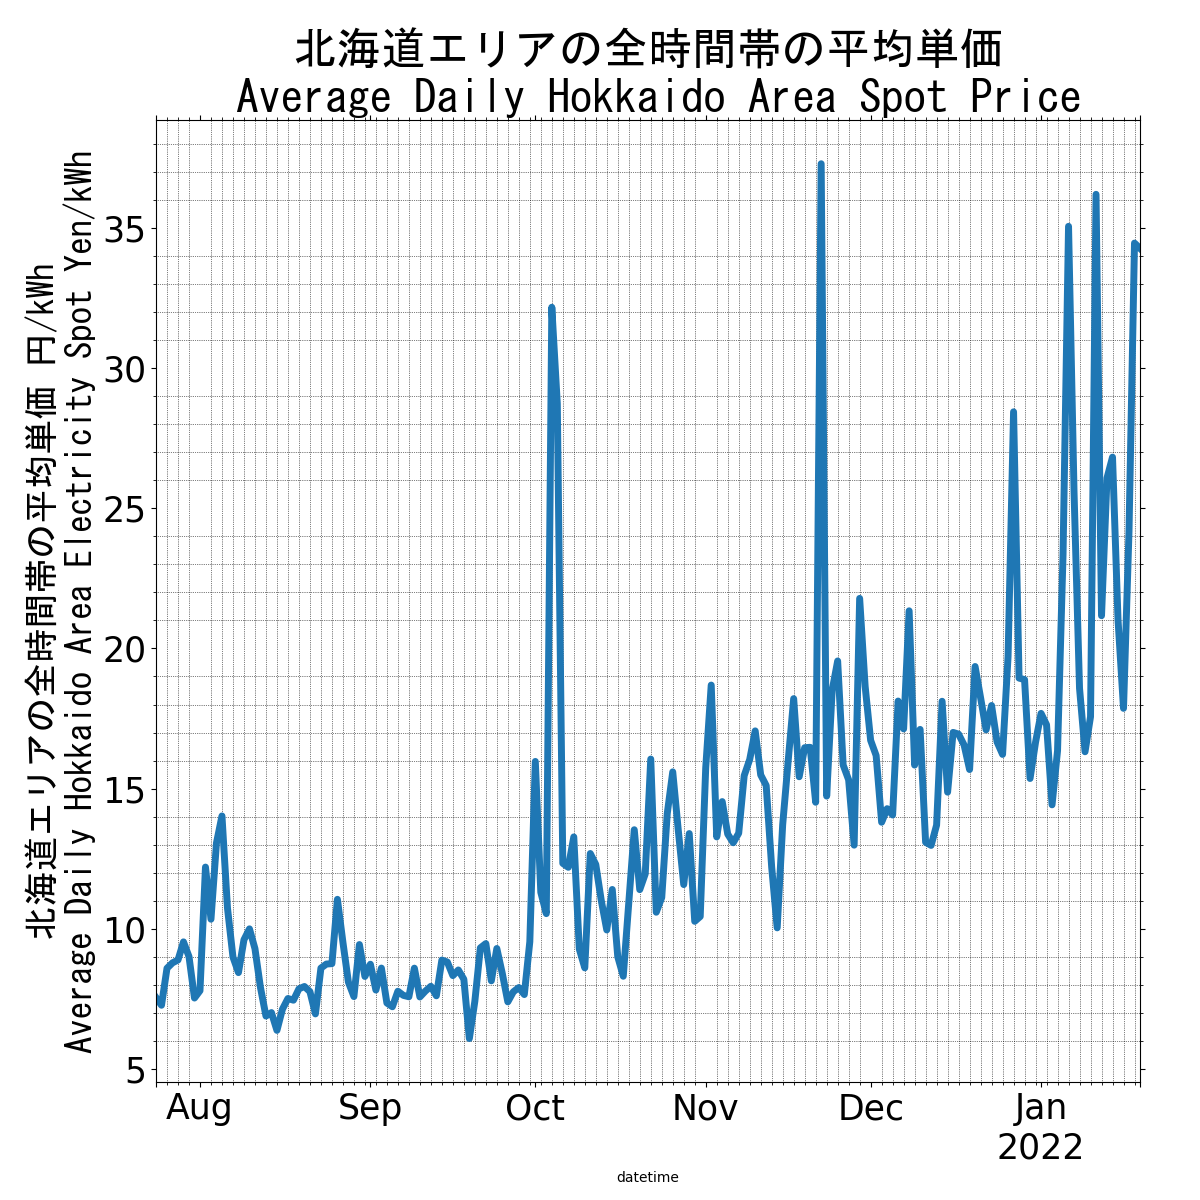 北海道エリアの全時間帯の平均単価
Average Daily Hokkaido Area Spot Price
北海道エリアの全時間帯の平均単価 円/kWh
Average Daily Hokkaido Area Electricity Spot Yen/kWh
35
30
25
20
15
10
5
Aug Sep Oct Nov Dec Jan
2022
datetime